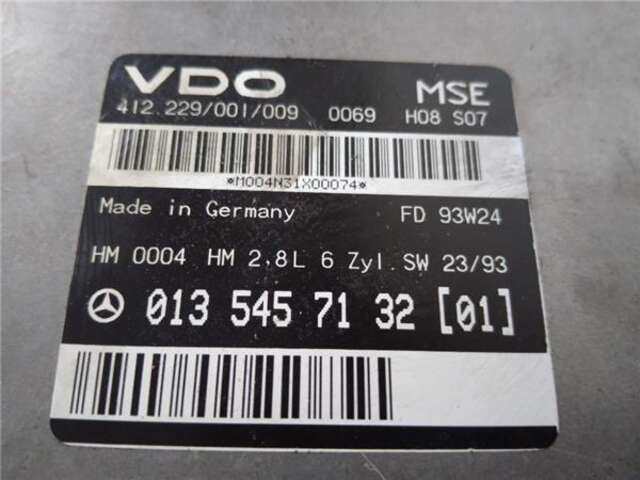 VDO MSE
412.229/001/009 0069 H08 S07
*M004N31X00074*
Made in Germany FD 93W24
HM 0004 HM 2,8L 6 Zyl. SW 23/93
013 545 71 32 [01]